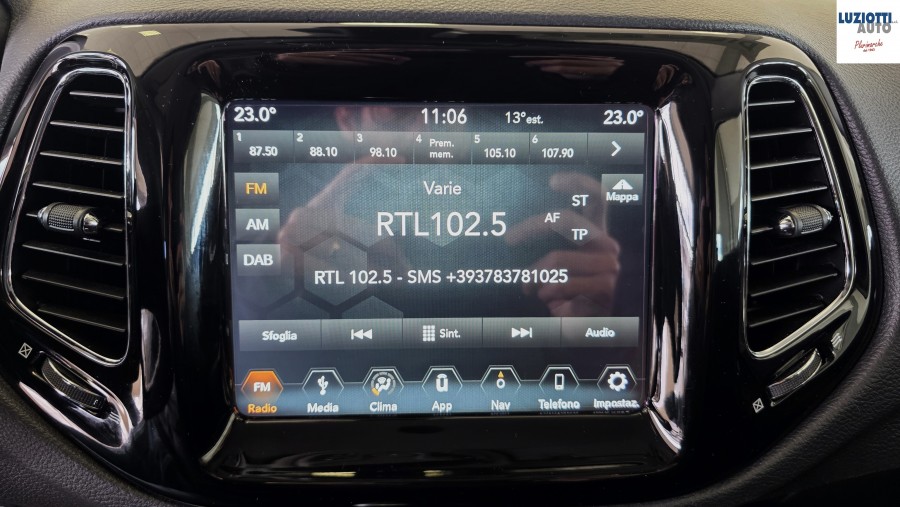 LUZIOTTI
AUTO
Plurimarche
23.0°
11:06
13°est.
23.0°
1
87.50
2
88.10
3
98.10
4
Prem.
mem.
5
105.10
6
107.90
FM
Varie
ST
Mappa
AM
RTL102.5
AF
TP
DAB
RTL 102.5 - SMS +393783781025
Sfoglia
Sint.
Audio
FM
Radio
Media
Clima
App
Nav
Telefono
Impostaz.